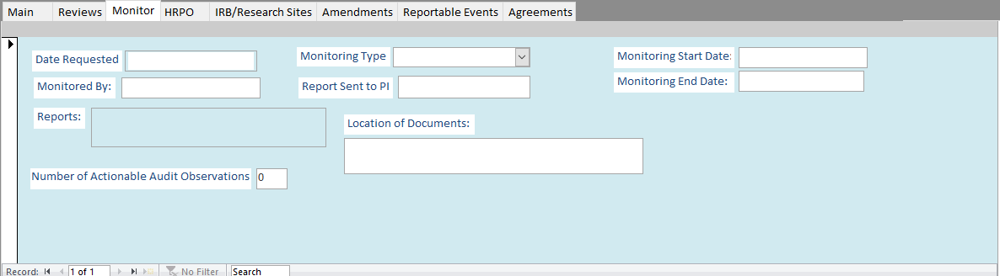 Main Reviews Monitor HRPO IRB/Research Sites Amendments Reportable Events Agreements
Date Requested Monitoring Type Monitoring Start Date:
Monitored By: Report Sent to PI Monitoring End Date:
Reports: Location of Documents:
Number of Actionable Audit Observations 0
Record: 1 of 1 No Filter Search